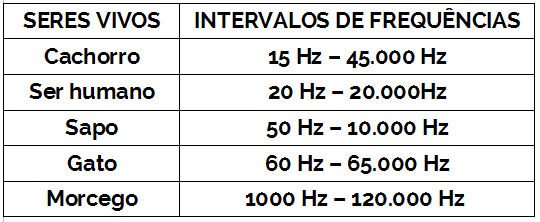 SERES VIVOS INTERVALOS DE FREQUÊNCIAS
Cachorro 15 Hz – 45.000 Hz
Ser humano 20 Hz – 20.000Hz
Sapo 50 Hz – 10.000 Hz
Gato 60 Hz – 65.000 Hz
Morcego 1000 Hz – 120.000 Hz